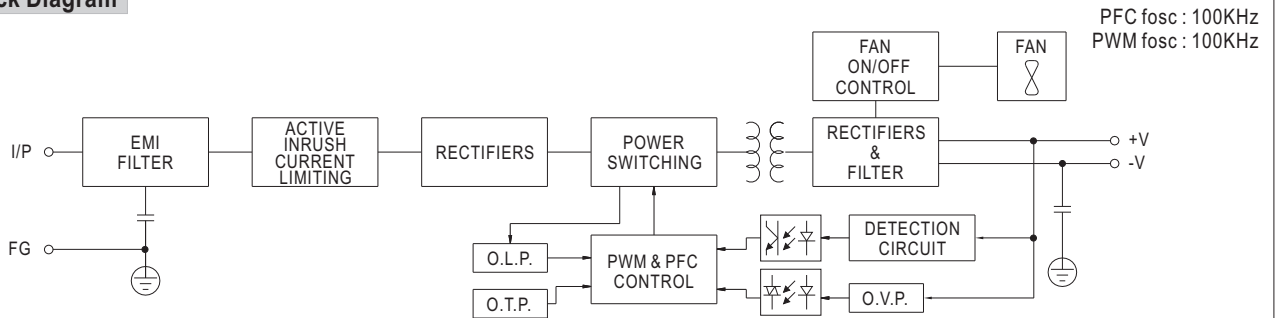 ck Diagram
PFC fosc : 100KHz
PWM fosc : 100KHz
FAN
ON/OFF
CONTROL
FAN
I/P
EMI
FILTER
ACTIVE
INRUSH
CURRENT
LIMITING
RECTIFIERS
POWER
SWITCHING
RECTIFIERS
&
FILTER
+V
-V
FG
O.L.P.
O.T.P.
PWM & PFC
CONTROL
DETECTION
CIRCUIT
O.V.P.